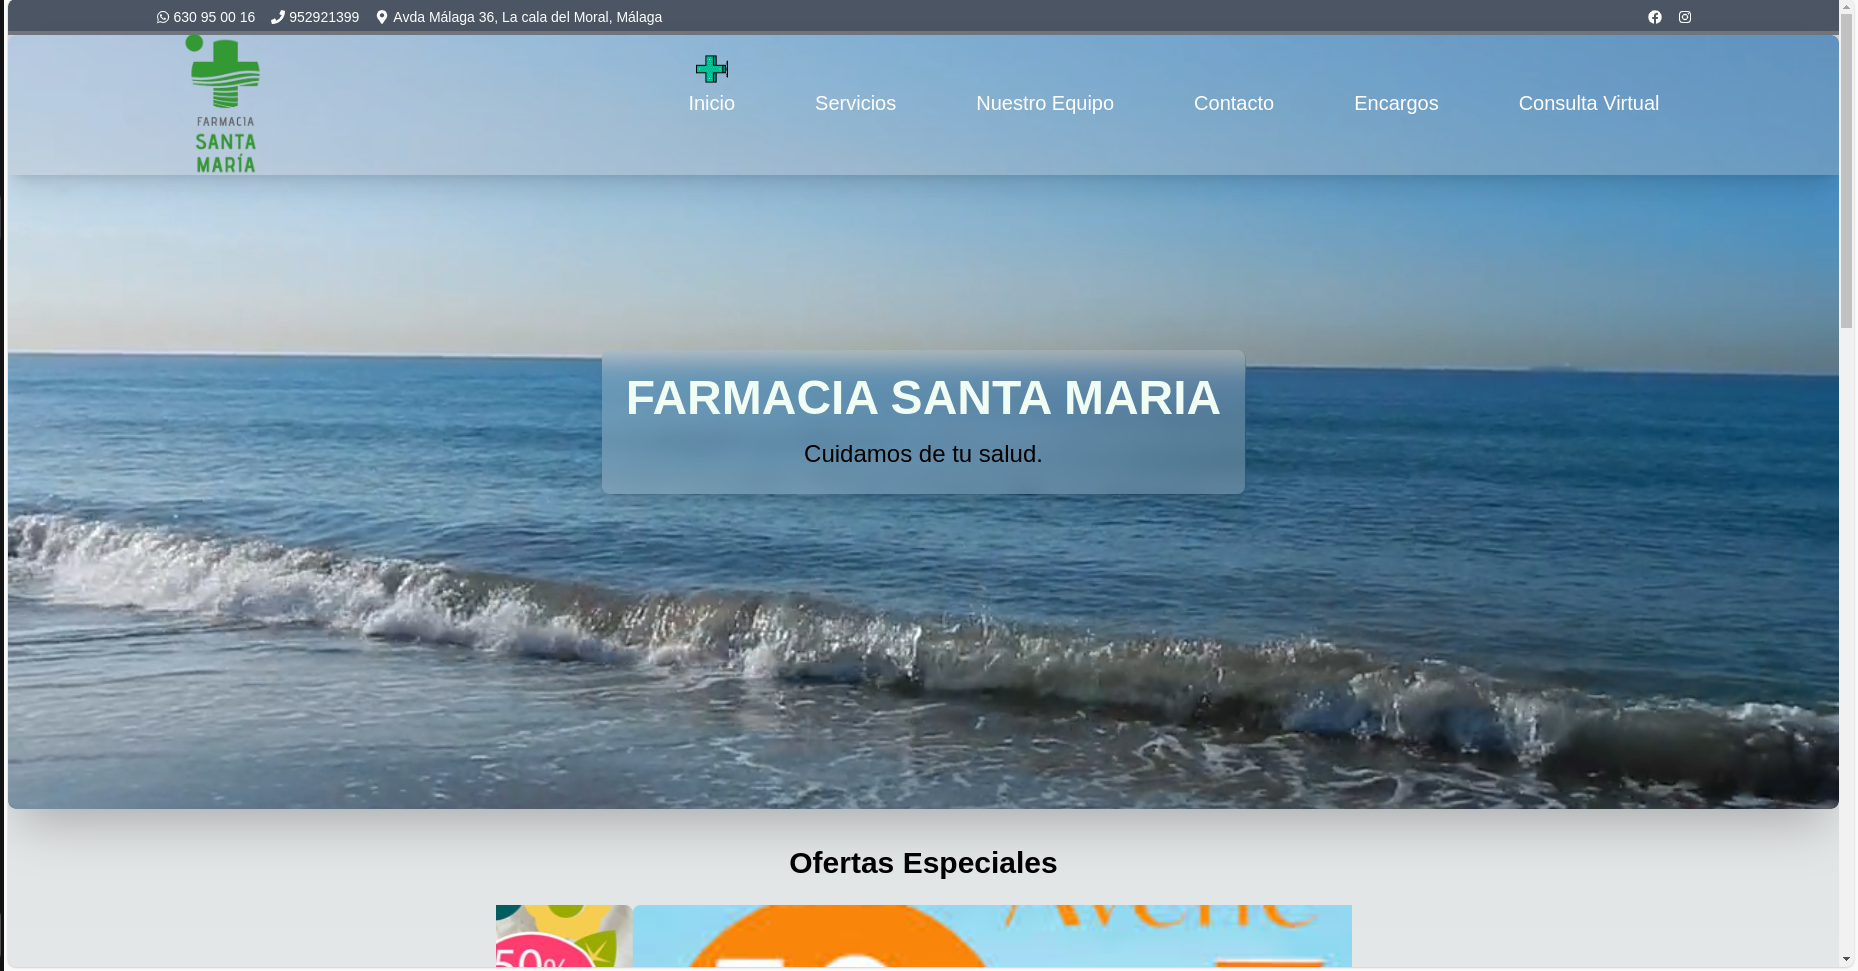 630 95 00 16 952921399 Avda Málaga 36, La cala del Moral, Málaga
FARMACIA
SANTA
MARÍA
Inicio Servicios Nuestro Equipo Contacto Encargos Consulta Virtual
FARMACIA SANTA MARIA
Cuidamos de tu salud.
Ofertas Especiales
50%